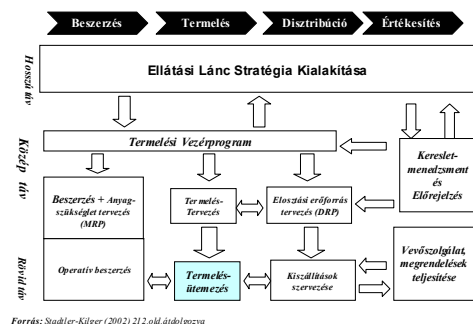 Beszerzés
Termelés
Disztribúció
Értékesítés
Hosszú táv
Ellátási Lánc Stratégia Kialakítása
Közép táv
Termelési Vezérprogram
Kereslet-
menedzsment
és
Előrejelzés
Beszerzés + Anyag-
szükséglet tervezés
(MRP)
Termelés-
Tervezés
Elosztási erőforrás
tervezés (DRP)
Rövid táv
Operatív beszerzés
Termelés-
ütemezés
Kiszállítások
szervezése
Vevőszolgálat,
megrendelések
teljesítése
Forrás: Stadtler-Kilger (2002) 212.old.átdolgozva